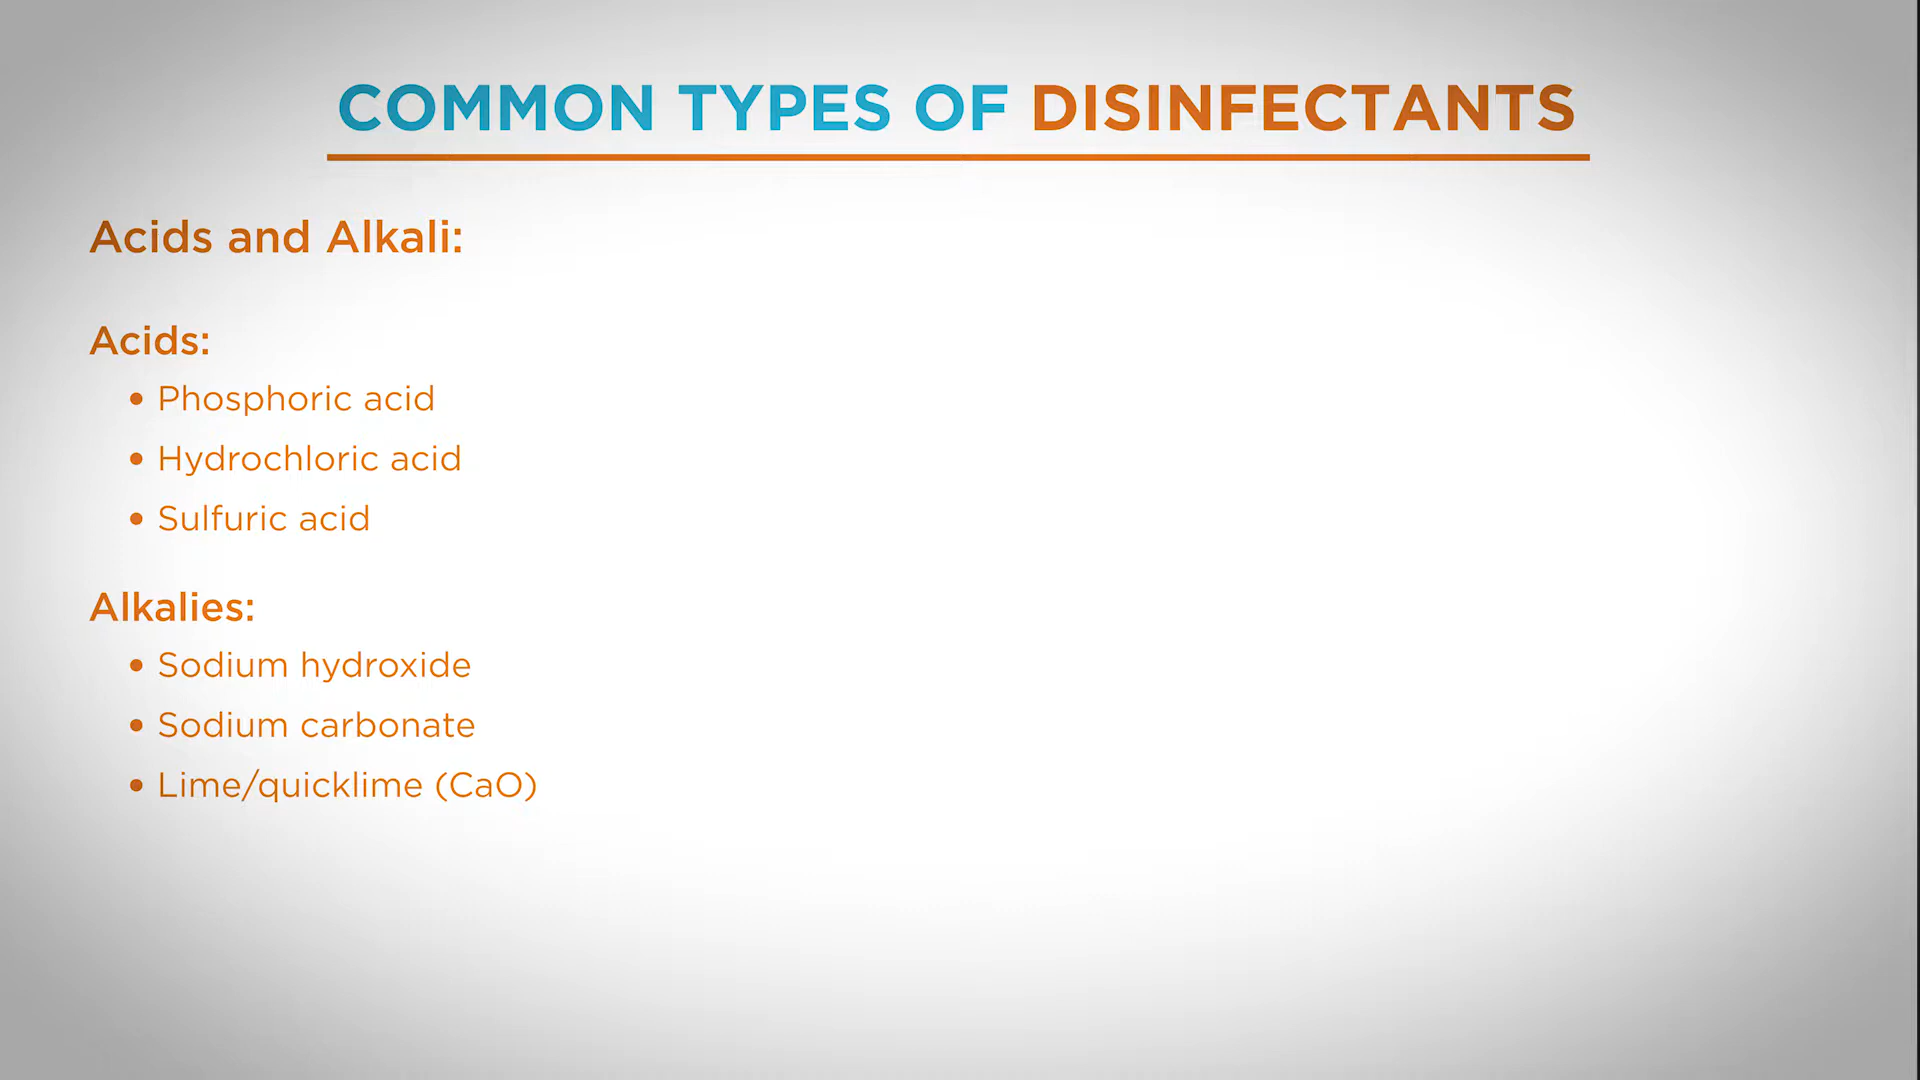 COMMON TYPES OF DISINFECTANTS
Acids and Alkali:
Acids:
• Phosphoric acid
• Hydrochloric acid
• Sulfuric acid
Alkalies:
• Sodium hydroxide
• Sodium carbonate
• Lime/quicklime (CaO)